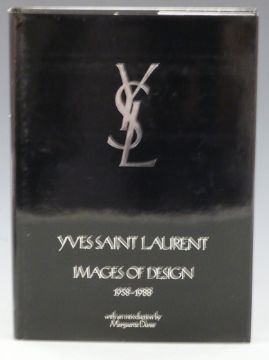 YSL
YVES SAINT LAURENT
IMAGES OF DESIGN
1958-1988
with an introduction by
Marguerite Duras